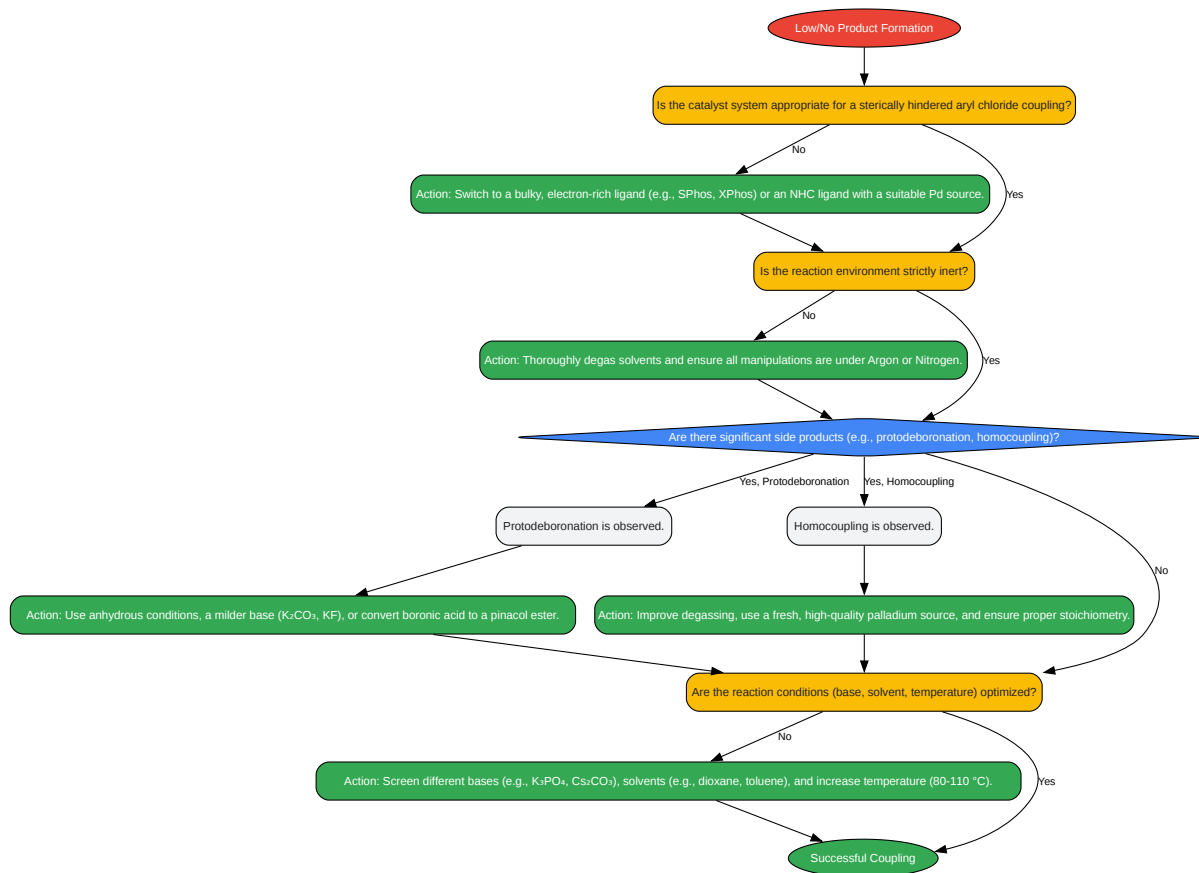 Low/No Product Formation
Is the catalyst system appropriate for a sterically hindered aryl chloride coupling?
No
Action: Switch to a bulky, electron-rich ligand (e.g., SPhos, XPhos) or an NHC ligand with a suitable Pd source.
Yes
Is the reaction environment strictly inert?
No
Action: Thoroughly degas solvents and ensure all manipulations are under Argon or Nitrogen.
Yes
Are there significant side products (e.g., protodeboronation, homocoupling)?
Yes, Protodeboronation
Yes, Homocoupling
Protodeboronation is observed.
Homocoupling is observed.
No
Action: Use anhydrous conditions, a milder base (K₂CO₃, KF), or convert boronic acid to a pinacol ester.
Action: Improve degassing, use a fresh, high-quality palladium source, and ensure proper stoichiometry.
Are the reaction conditions (base, solvent, temperature) optimized?
No
Action: Screen different bases (e.g., K₃PO₄, Cs₂CO₃), solvents (e.g., dioxane, toluene), and increase temperature (80-110 °C).
Yes
Successful Coupling